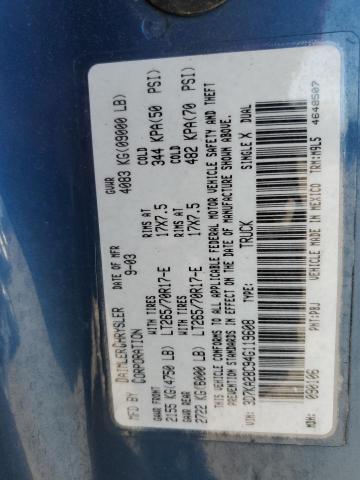 MFD BY DAIMLERCHRYSLER CORPORATION
DATE OF MFR 9-03
GVWR 4083 KG(09000 LB)
GAWR FRONT 2155 KG(4750 LB)
WITH TIRES LT265/70R17-E
RIMS AT 17X7.5
COLD 344 KPA(50 PSI)
GAWR REAR 2722 KG(6000 LB)
WITH TIRES LT265/70R17-E
RIMS AT 17X7.5
COLD 482 KPA(70 PSI)
THIS VEHICLE CONFORMS TO ALL APPLICABLE FEDERAL MOTOR VEHICLE SAFETY AND THEFT
PREVENTION STANDARDS IN EFFECT ON THE DATE OF MANUFACTURE SHOWN ABOVE.
VIN: 3D7KA28C94G119608 TYPE: TRUCK SINGLE X DUAL
MDH: 090106 PNT: PBJ VEHICLE MADE IN MEXICO TRM: M9L5
4648507